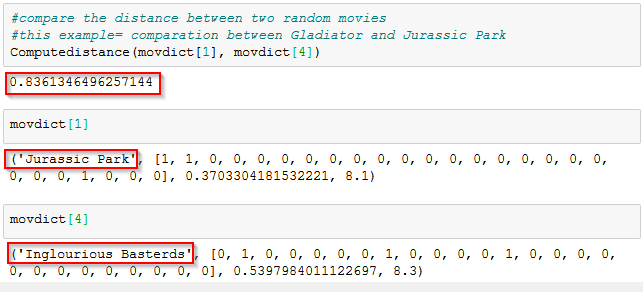 #compare the distance between two random movies
#this example= comparation between Gladiator and Jurassic Park
Computedistance(movdict[1], movdict[4])
0.8361346496257144
movdict[1]
('Jurassic Park', [1, 1, 0, 0, 0, 0, 0, 0, 0, 0, 0, 0, 0, 0, 0, 0, 0, 0, 0,
0, 0, 0, 1, 0, 0, 0], 0.3703304181532221, 8.1)
movdict[4]
('Inglourious Basterds', [0, 1, 0, 0, 0, 0, 0, 1, 0, 0, 0, 0, 1, 0, 0, 0, 0,
0, 0, 0, 0, 0, 0, 0, 0, 0], 0.5397984011122697, 8.3)